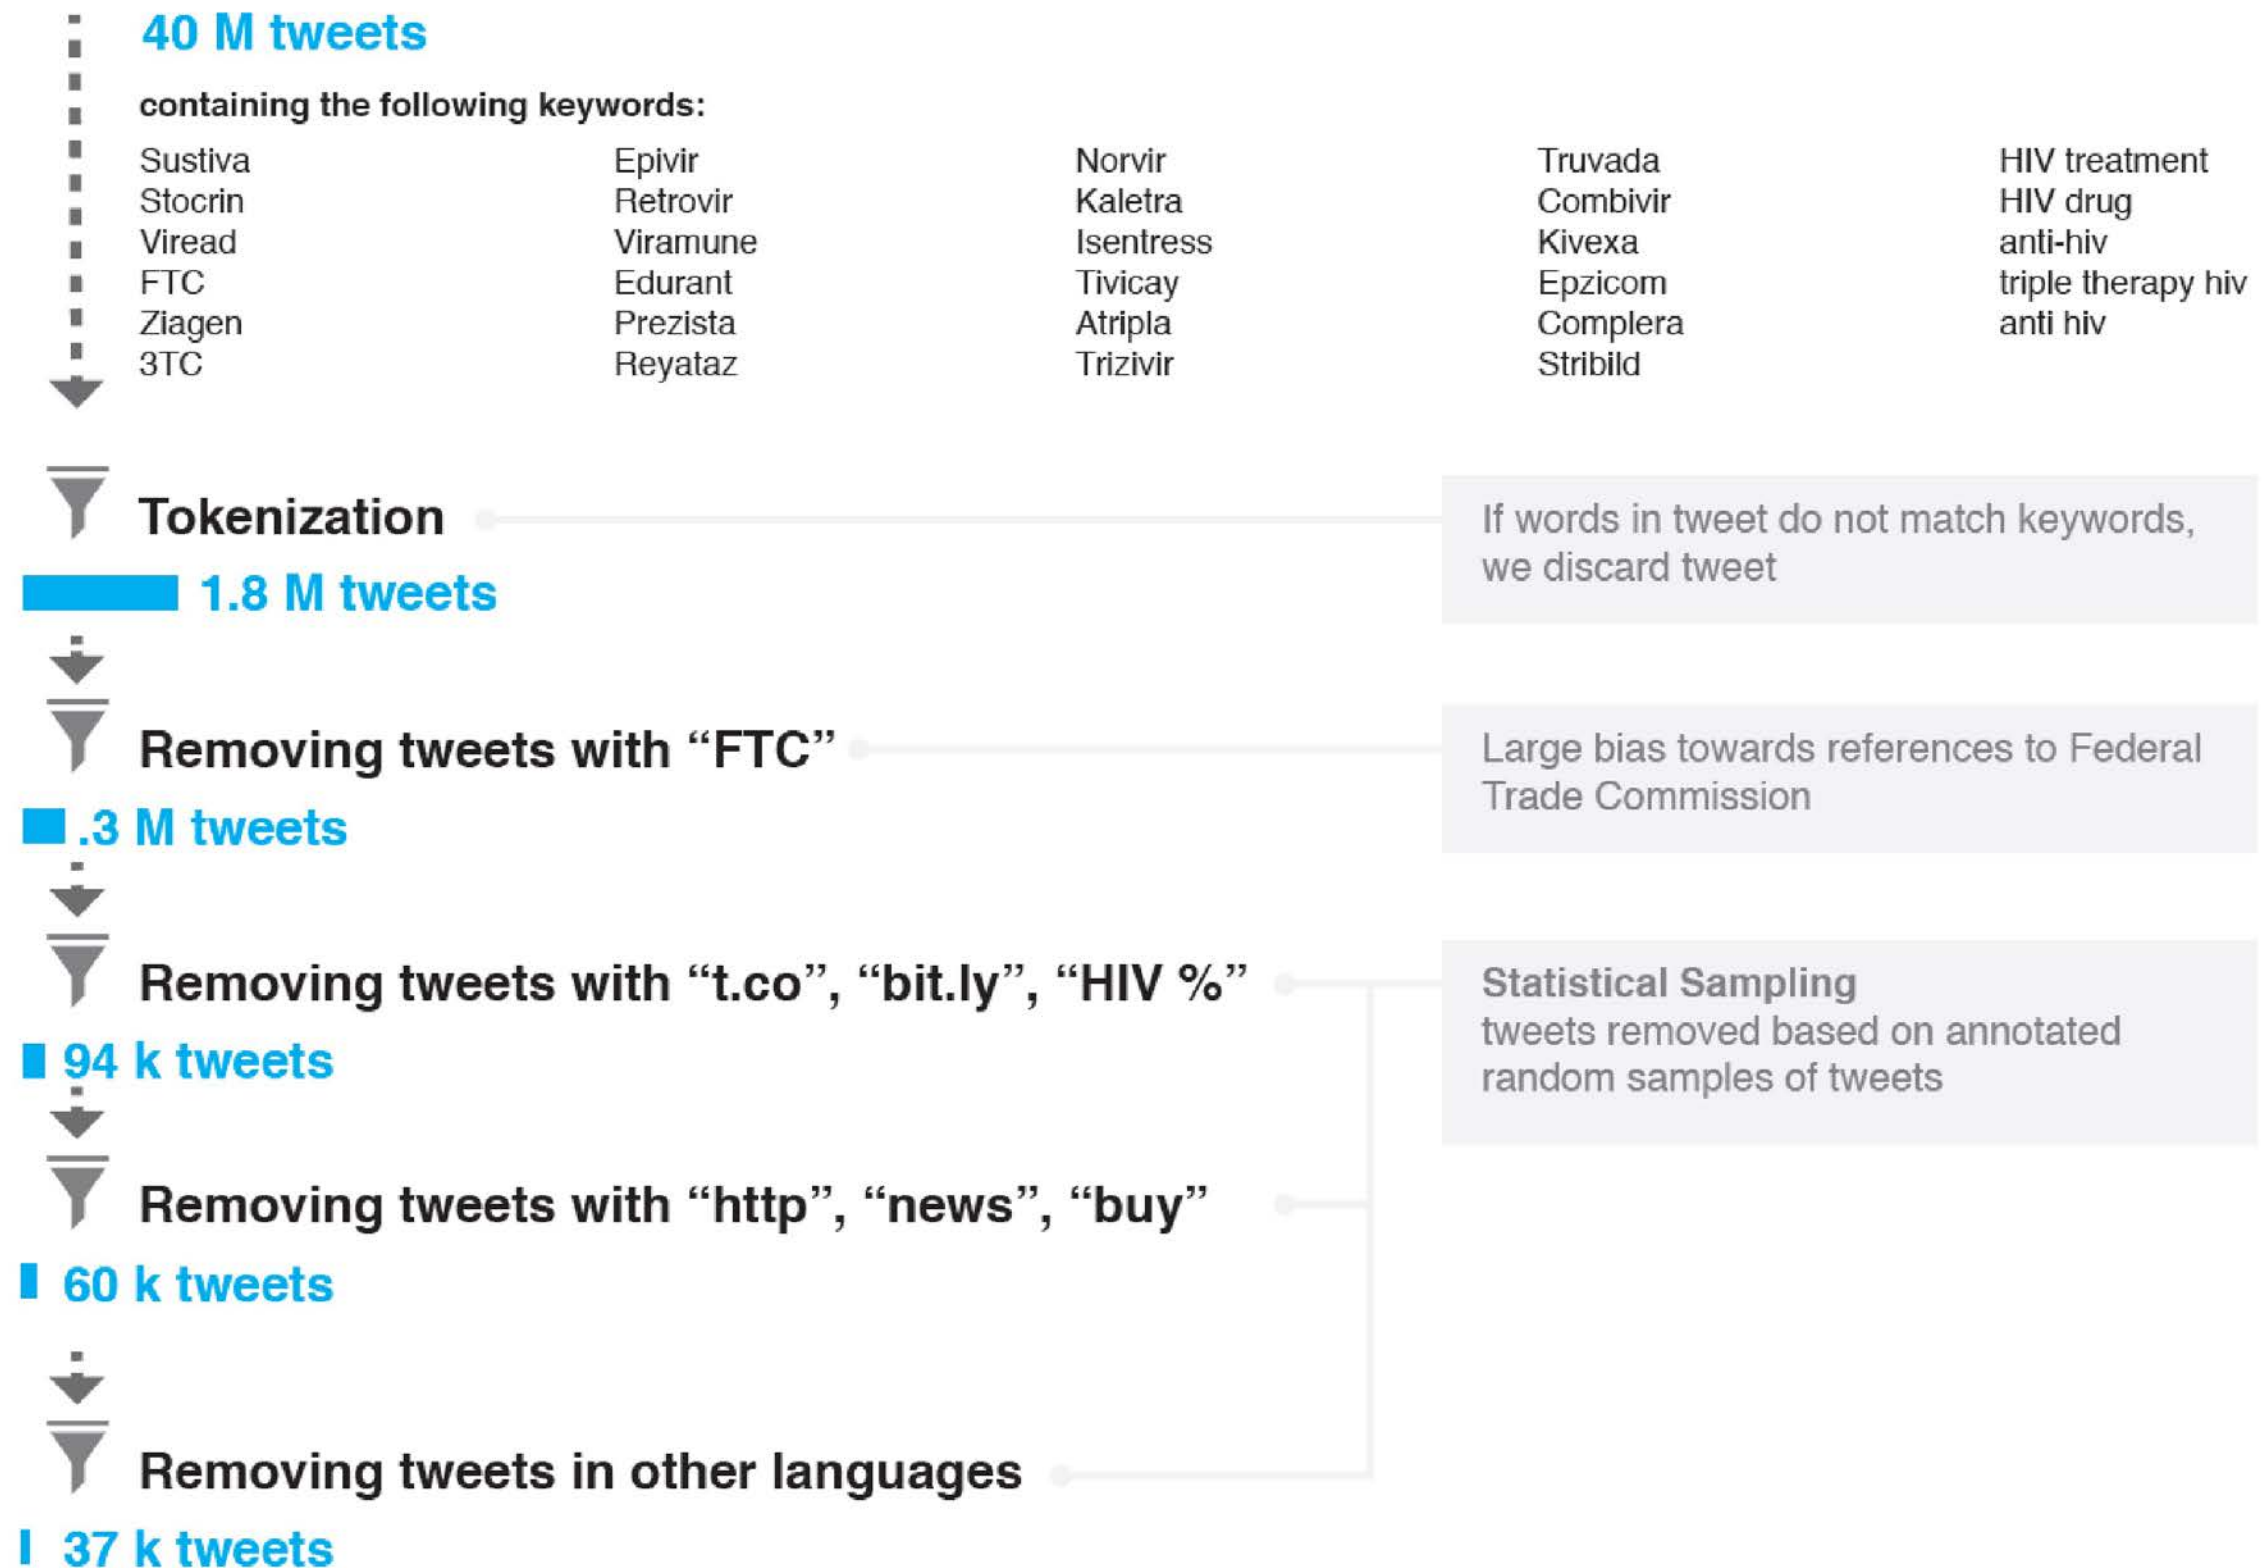 40 M tweets
containing the following keywords:
Sustiva
Stocrin
Viread
FTC
Ziagen
3TC
Epivir
Retrovir
Viramune
Edurant
Prezista
Reyataz
Norvir
Kaletra
Isentress
Tivicay
Atripla
Trizivir
Truvada
Combivir
Kivexa
Epzicom
Complera
Stribild
HIV treatment
HIV drug
anti-hiv
triple therapy hiv
anti hiv
Tokenization
If words in tweet do not match keywords,
we discard tweet
1.8 M tweets
Removing tweets with “FTC”
Large bias towards references to Federal
Trade Commission
.3 M tweets
Removing tweets with “t.co”, “bit.ly”, “HIV %”
Statistical Sampling
tweets removed based on annotated
random samples of tweets
94 k tweets
Removing tweets with “http”, “news”, “buy”
60 k tweets
Removing tweets in other languages
37 k tweets